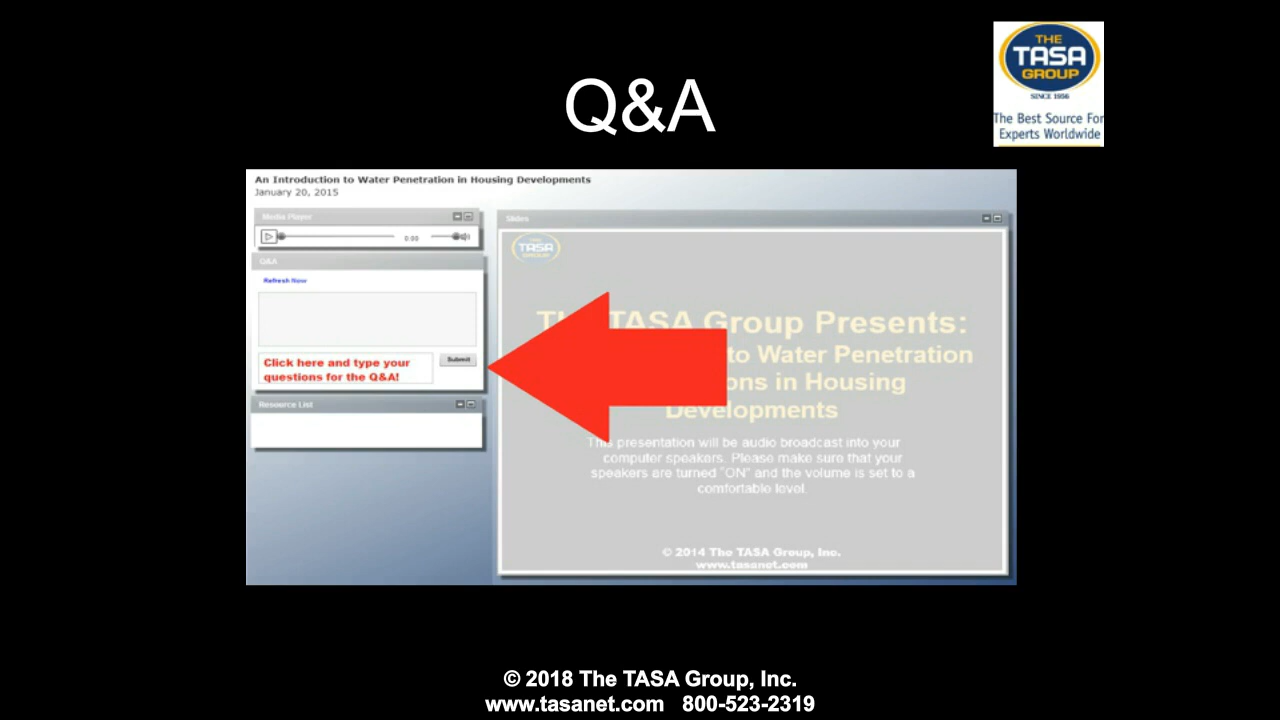 Q&A
THE
TASA
GROUP
SINCE 1956
The Best Source For
Experts Worldwide
An Introduction to Water Penetration in Housing Developments
January 20, 2015
Media Player
0:00
Q&A
Refresh Now
Click here and type your
questions for the Q&A!
Submit
Resource List
Slides
THE
TASA
GROUP
TASA Group Presents:
to Water Penetration
ons in Housing
Developments
This presentation will be audio broadcast into your
computer speakers. Please make sure that your
speakers are turned "ON" and the volume is set to a
comfortable level.
© 2014 The TASA Group, Inc.
www.tasanet.com
© 2018 The TASA Group, Inc.
www.tasanet.com 800-523-2319